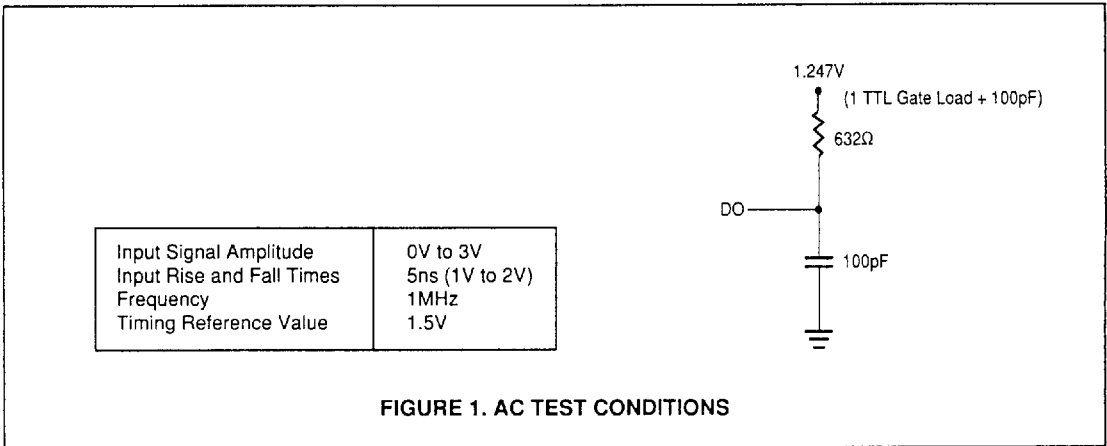 1.247V
(1 TTL Gate Load + 100pF)
632Ω
DO
100pF
Input Signal Amplitude 0V to 3V
Input Rise and Fall Times 5ns (1V to 2V)
Frequency 1MHz
Timing Reference Value 1.5V
FIGURE 1. AC TEST CONDITIONS